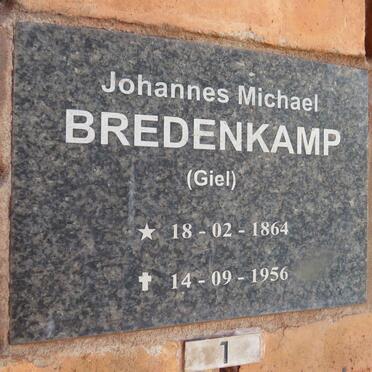 Johannes Michael
BREDENKAMP
(Giel)
★ 18 - 02 - 1864
✝ 14 - 09 - 1956
1